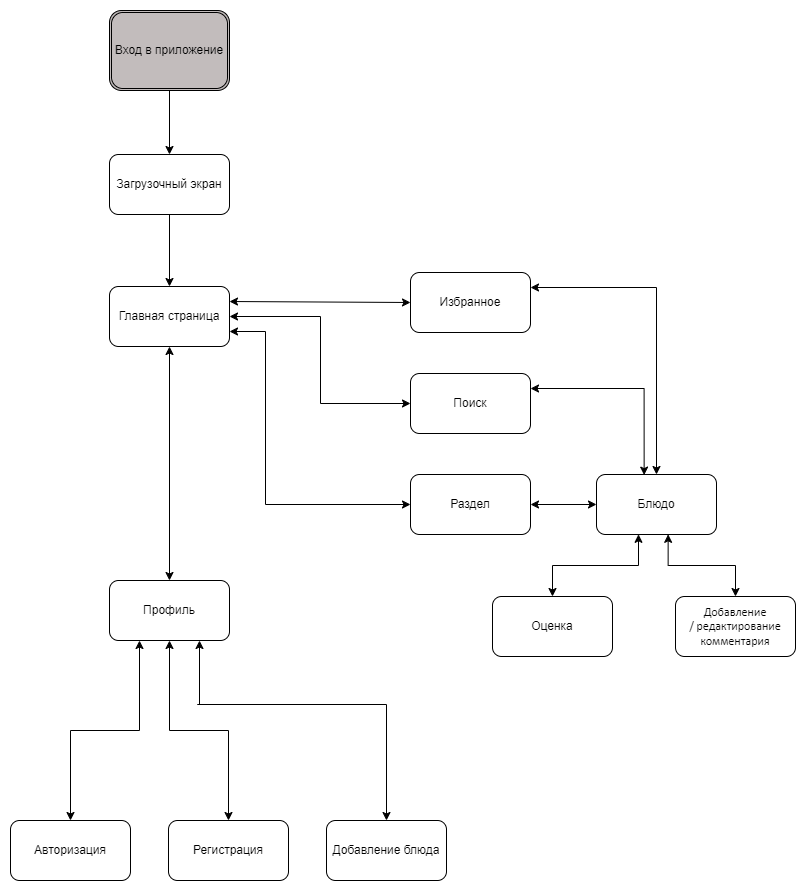 Вход в приложение
Загрузочный экран
Главная страница
Избранное
Поиск
Раздел
Блюдо
Оценка
Добавление
/ редактирование
комментария
Профиль
Авторизация
Регистрация
Добавление блюда